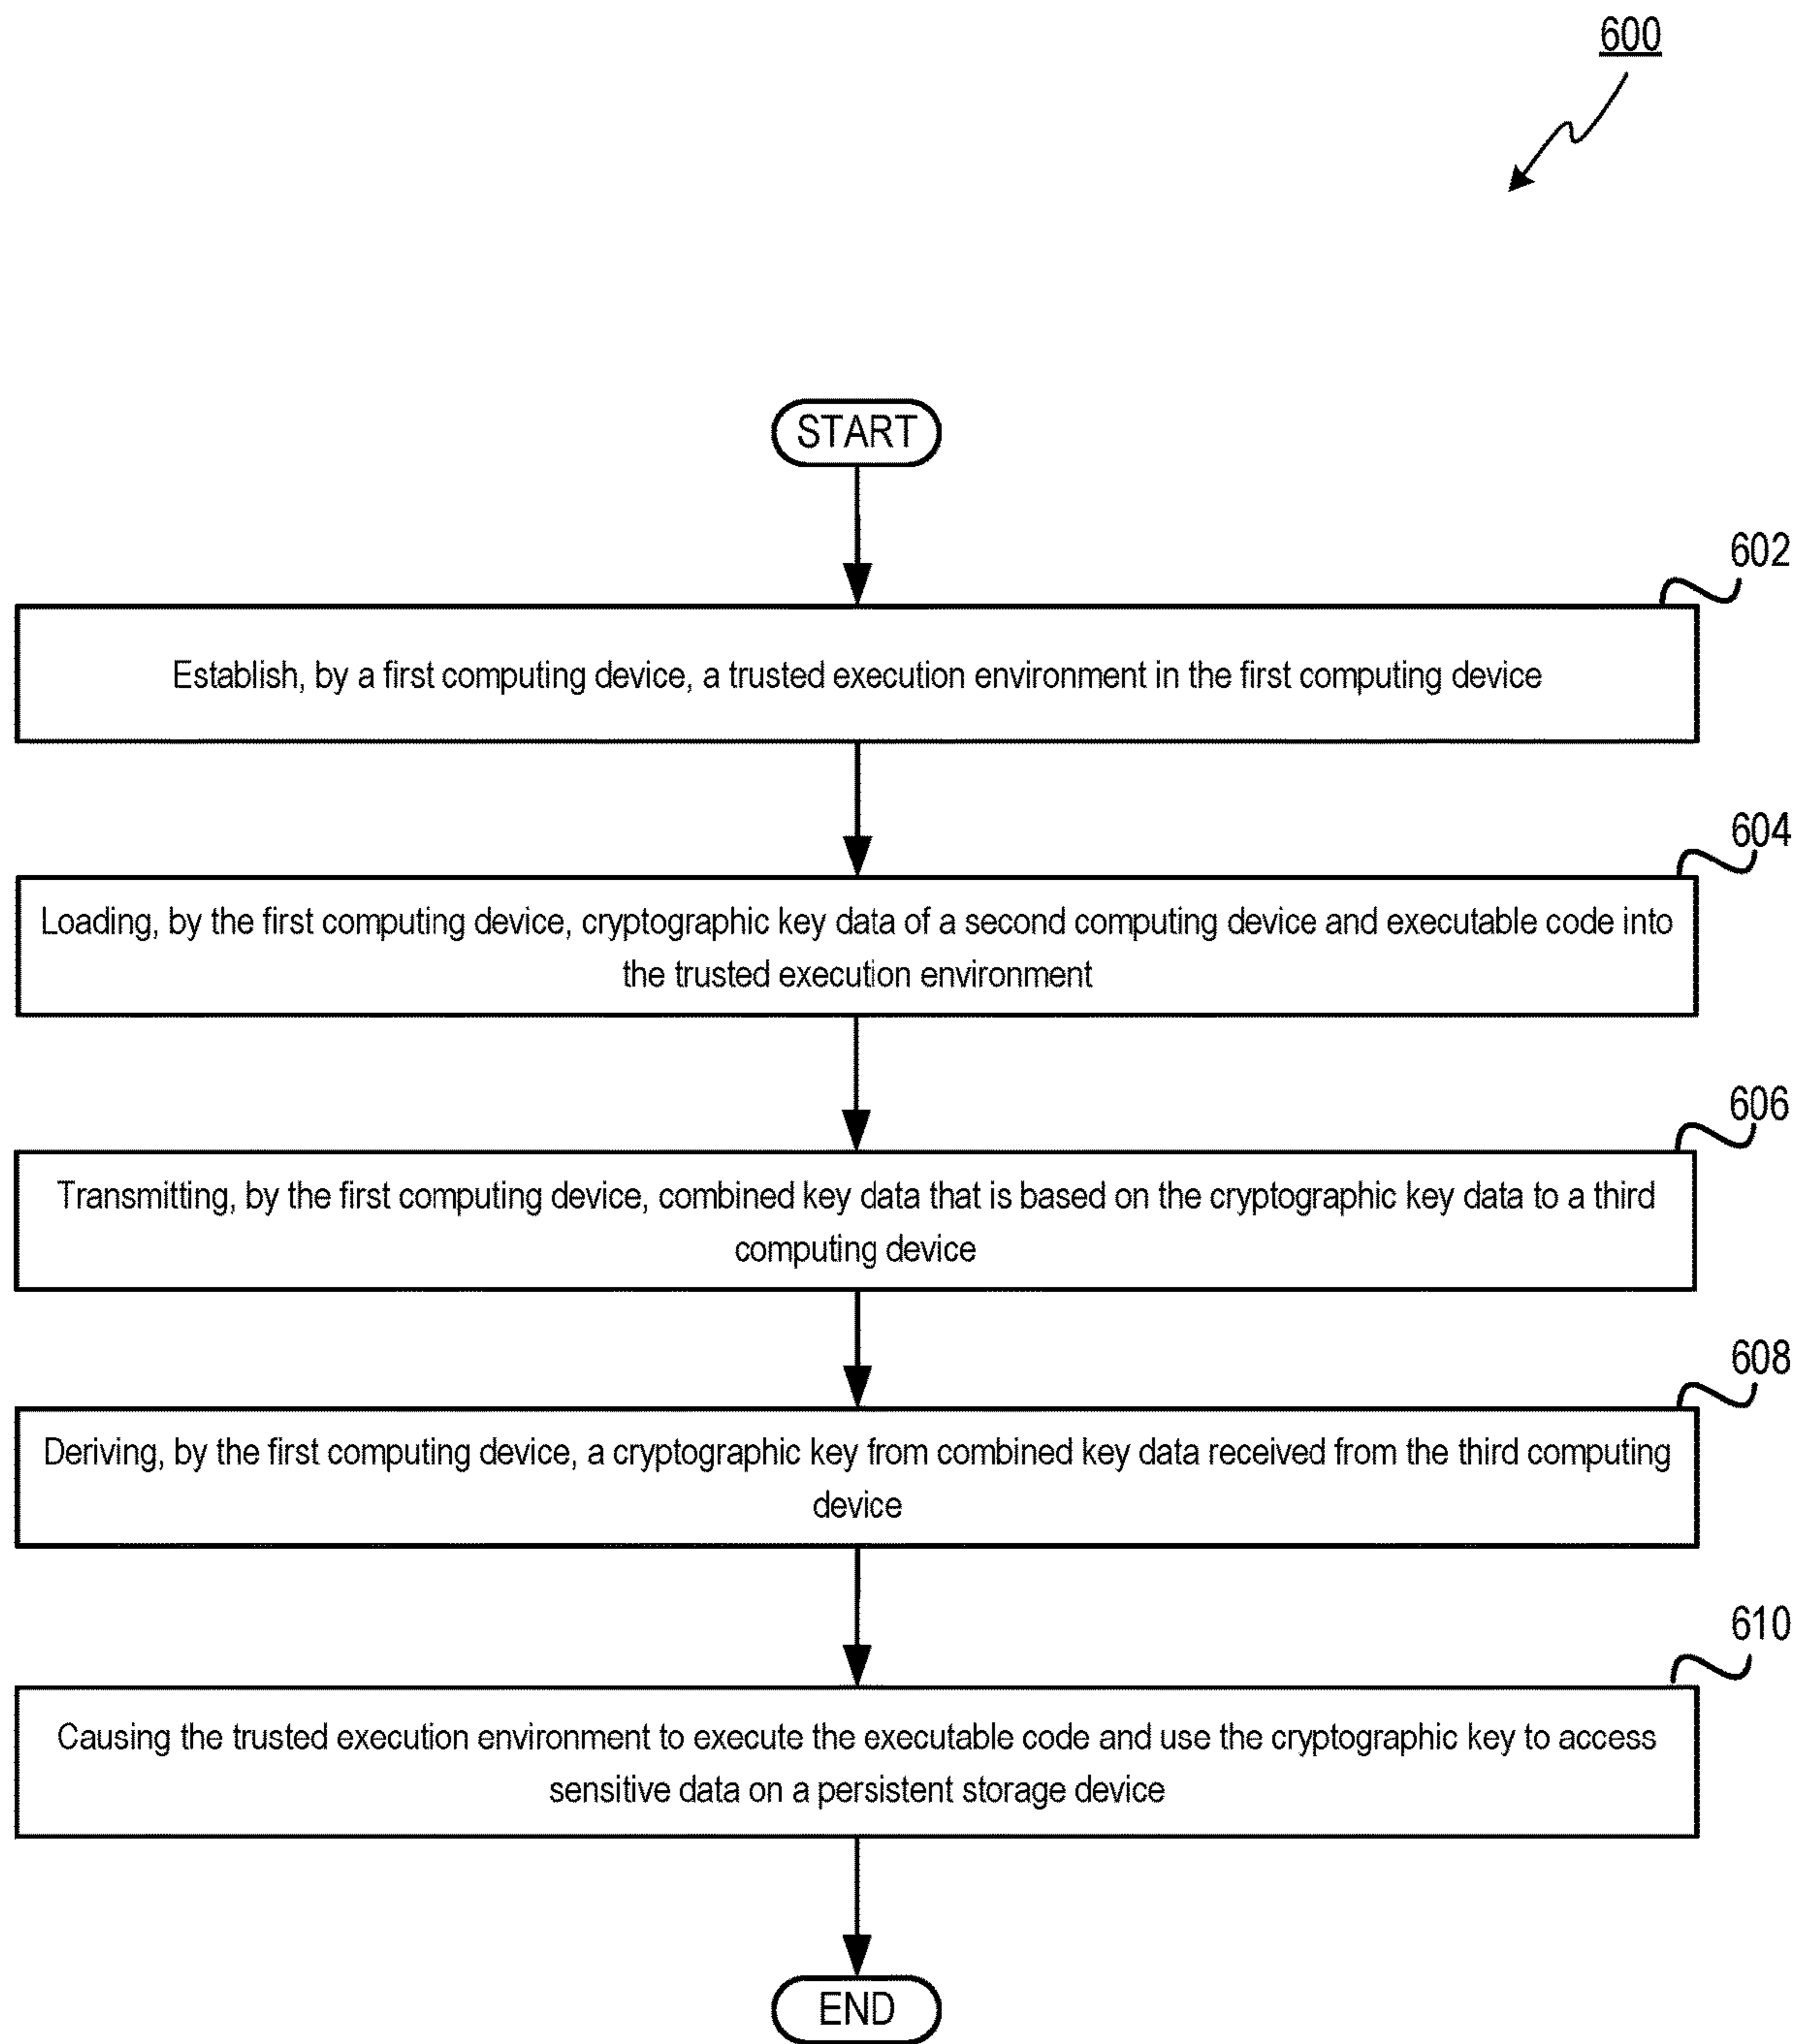 600
START
602
Establish, by a first computing device, a trusted execution environment in the first computing device
604
Loading, by the first computing device, cryptographic key data of a second computing device and executable code into
the trusted execution environment
606
Transmitting, by the first computing device, combined key data that is based on the cryptographic key data to a third
computing device
608
Deriving, by the first computing device, a cryptographic key from combined key data received from the third computing
device
610
Causing the trusted execution environment to execute the executable code and use the cryptographic key to access
sensitive data on a persistent storage device
END